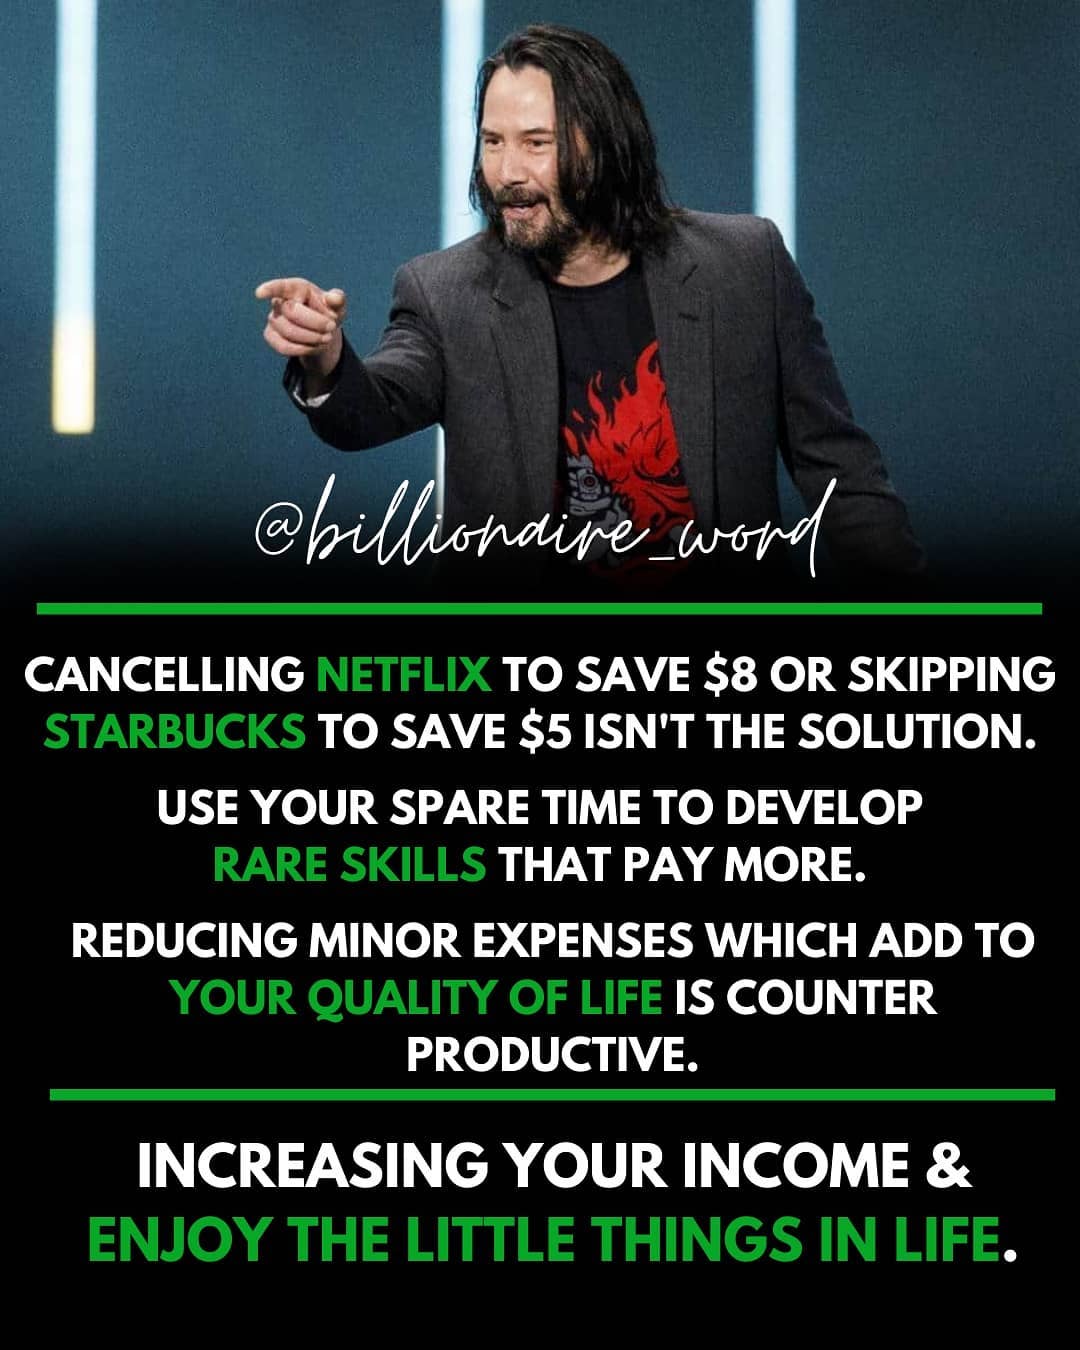 @billionaire_word
CANCELLING NETFLIX TO SAVE $8 OR SKIPPING
STARBUCKS TO SAVE $5 ISN'T THE SOLUTION.
USE YOUR SPARE TIME TO DEVELOP
RARE SKILLS THAT PAY MORE.
REDUCING MINOR EXPENSES WHICH ADD TO
YOUR QUALITY OF LIFE IS COUNTER
PRODUCTIVE.
INCREASING YOUR INCOME &
ENJOY THE LITTLE THINGS IN LIFE.